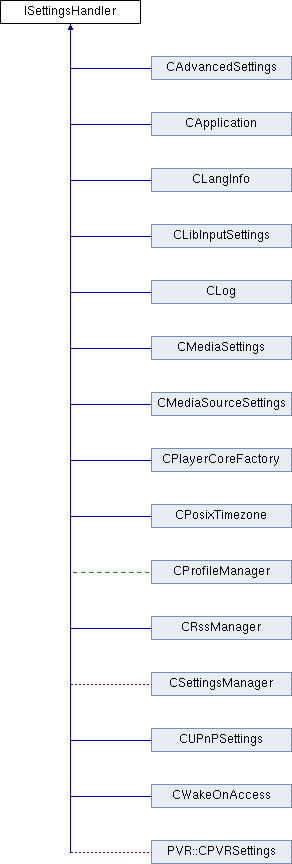 ISettingsHandler
CAdvancedSettings
CApplication
CLangInfo
CLibInputSettings
CLog
CMediaSettings
CMediaSourceSettings
CPlayerCoreFactory
CPosixTimezone
CProfileManager
CRssManager
CSettingsManager
CUPnPSettings
CWakeOnAccess
PVR::CPVRSettings